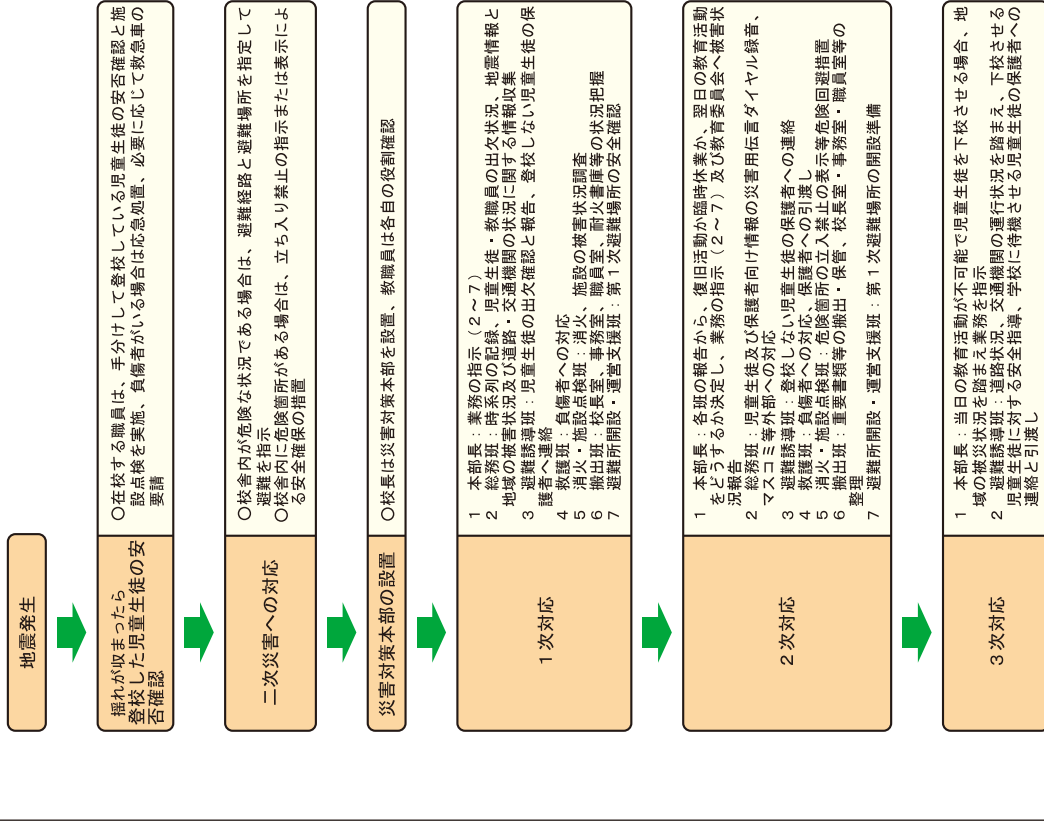 地震発生
揺れが収まったら
登校した児童生徒の安
否確認
○在校する職員は、手分けして登校している児童生徒の安否確認と施
設点検を実施、負傷者がいる場合は応急処置、必要に応じて救急車の
要請
二次災害への対応
○校舎内が危険な状況である場合は、避難経路と避難場所を指定して
避難を指示
○校舎内に危険箇所がある場合は、立ち入り禁止の指示または表示によ
る安全確保の措置
災害対策本部の設置
○校長は災害対策本部を設置、教職員は各自の役割確認
1次対応
1 本部長：業務の指示（2～7）
2 総務班：時系列の記録、児童生徒・教職員の出欠状況、地震情報と
地域の被害状況及び道路・交通機関の状況に関する情報収集
3 避難誘導班：児童生徒の出欠確認と報告、登校しない児童生徒の保
護者へ連絡
4 救護班：負傷者への対応
5 消火・施設点検班：消火、施設の被害状況調査
6 搬出班：校長室、事務室、職員室、耐火書庫等の状況把握
7 避難所開設・運営支援班：第1次避難場所の安全確認
2次対応
1 本部長：各班の報告から、復旧活動か臨時休業か、翌日の教育活動
をどうするか決定し、業務の指示（2～7）及び教育委員会へ被害状
況報告
2 総務班：児童生徒及び保護者向け情報の災害用伝言ダイヤル録音、
マスコミ等外部への対応
3 避難誘導班：登校しない児童生徒の保護者への連絡
4 救護班：負傷者への対応、保護者への引渡し
5 消火・施設点検班：危険箇所の立入禁止の表示等危険回避措置
6 搬出班：重要書類等の搬出・保管、校長室・事務室・職員室等の
整理
7 避難所開設・運営支援班：第1次避難場所の開設準備
3次対応
1 本部長：当日の教育活動が不可能で児童生徒を下校させる場合、地
域の被災状況を踏まえ業務を指示
2 避難誘導班：道路状況、交通機関の運行状況を踏まえ、下校させる
児童生徒に対する安全指導、学校に待機させる児童生徒の保護者への
連絡と引渡し